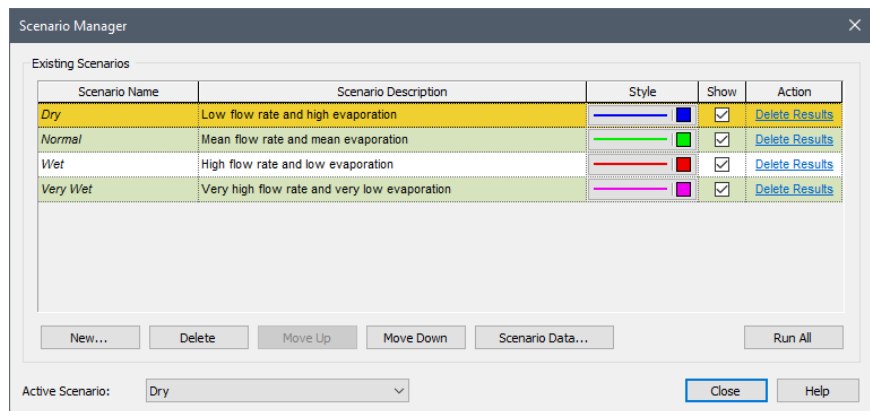 Scenario Manager
Existing Scenarios
Scenario Name Scenario Description Style Show Action
Dry Low flow rate and high evaporation Delete Results
Normal Mean flow rate and mean evaporation Delete Results
Wet High flow rate and low evaporation Delete Results
Very Wet Very high flow rate and very low evaporation Delete Results
New... Delete Move Up Move Down Scenario Data... Run All
Active Scenario: Dry Close Help